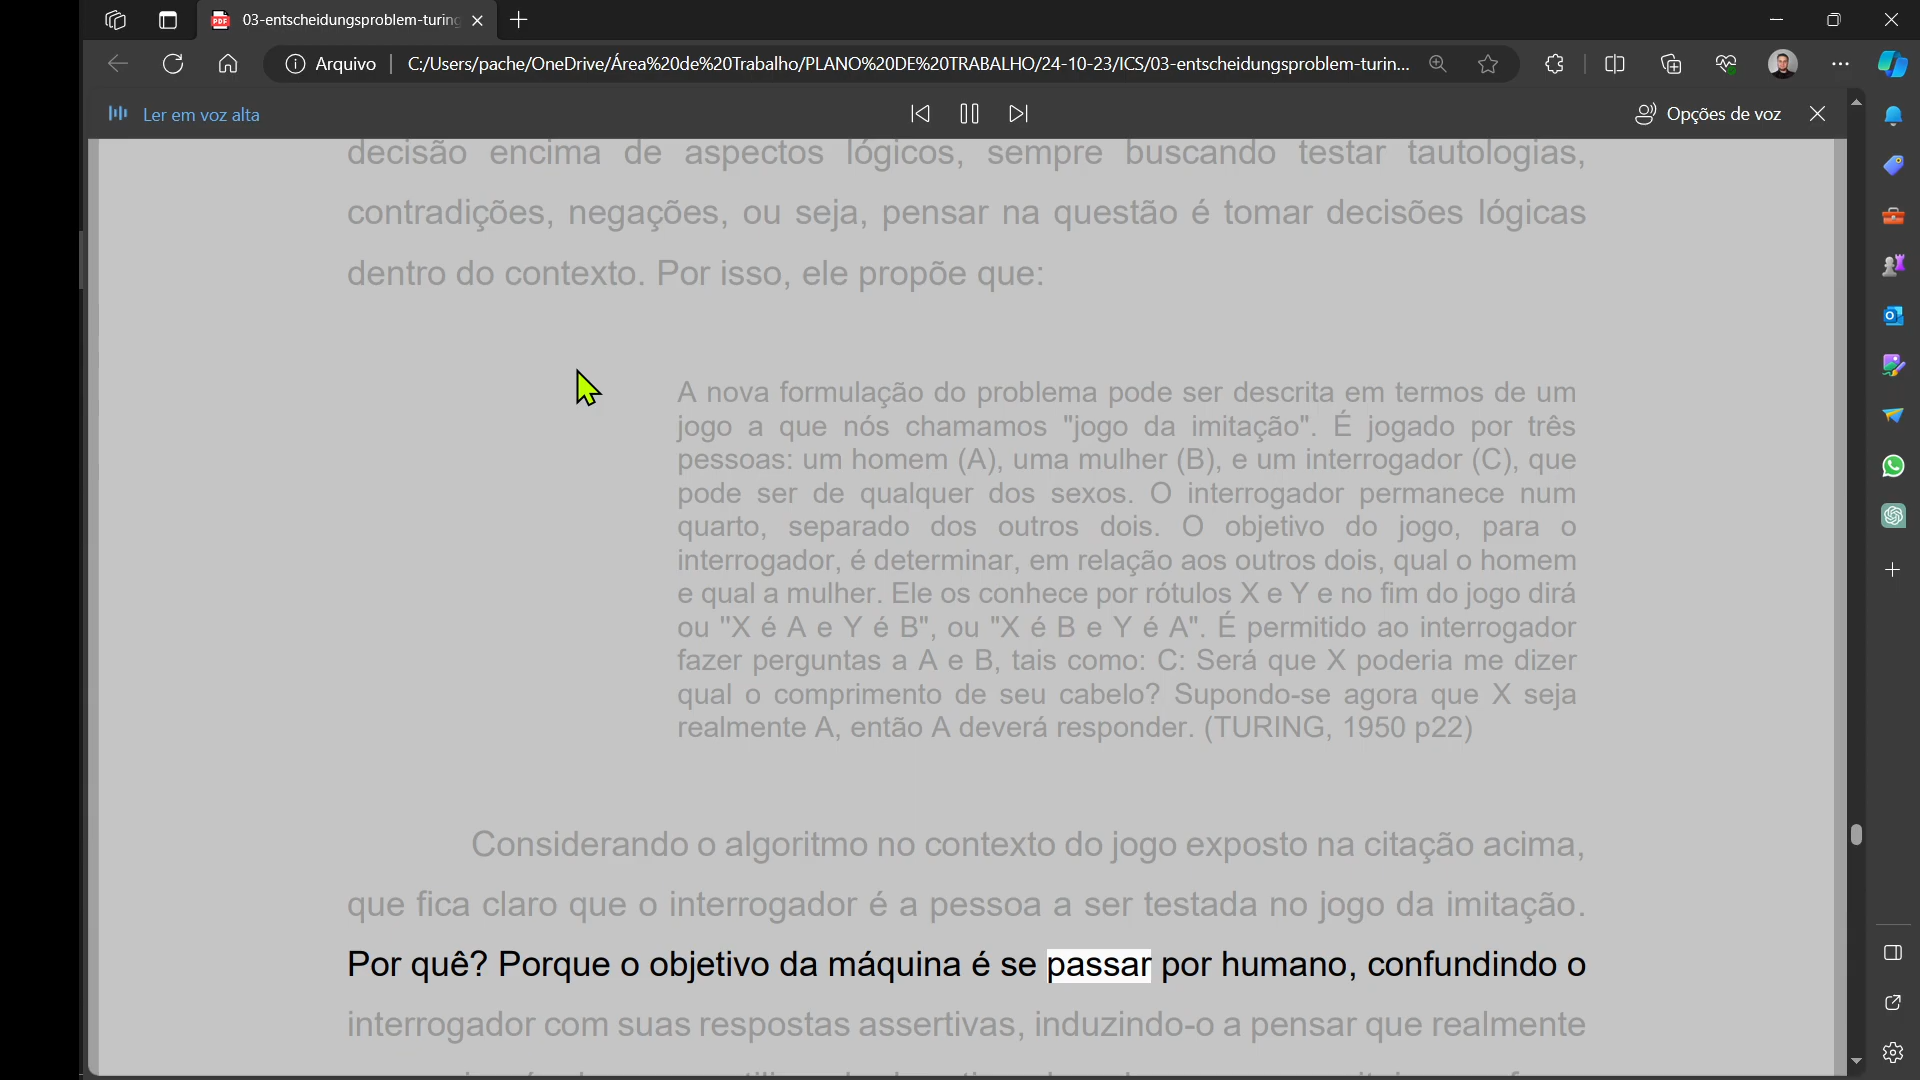 03-entscheidungsproblem-turing
Arquivo
C:/Users/pache/OneDrive/Área%20de%20Trabalho/PLANO%20DE%20TRABALHO/24-10-23/ICS/03-entscheidungsproblem-turin...
Ler em voz alta
Opções de voz
decisão encima de aspectos lógicos, sempre buscando testar tautologias,
contradições, negações, ou seja, pensar na questão é tomar decisões lógicas
dentro do contexto. Por isso, ele propõe que:
A nova formulação do problema pode ser descrita em termos de um
jogo a que nós chamamos "jogo da imitação". É jogado por três
pessoas: um homem (A), uma mulher (B), e um interrogador (C), que
pode ser de qualquer dos sexos. O interrogador permanece num
quarto, separado dos outros dois. O objetivo do jogo, para o
interrogador, é determinar, em relação aos outros dois, qual o homem
e qual a mulher. Ele os conhece por rótulos X e Y e no fim do jogo dirá
ou "X é A e Y é B", ou "X é B e Y é A". É permitido ao interrogador
fazer perguntas a A e B, tais como: C: Será que X poderia me dizer
qual o comprimento de seu cabelo? Supondo-se agora que X seja
realmente A, então A deverá responder. (TURING, 1950 p22)
Considerando o algoritmo no contexto do jogo exposto na citação acima,
que fica claro que o interrogador é a pessoa a ser testada no jogo da imitação.
Por quê? Porque o objetivo da máquina é se passar por humano, confundindo o
interrogador com suas respostas assertivas, induzindo-o a pensar que realmente